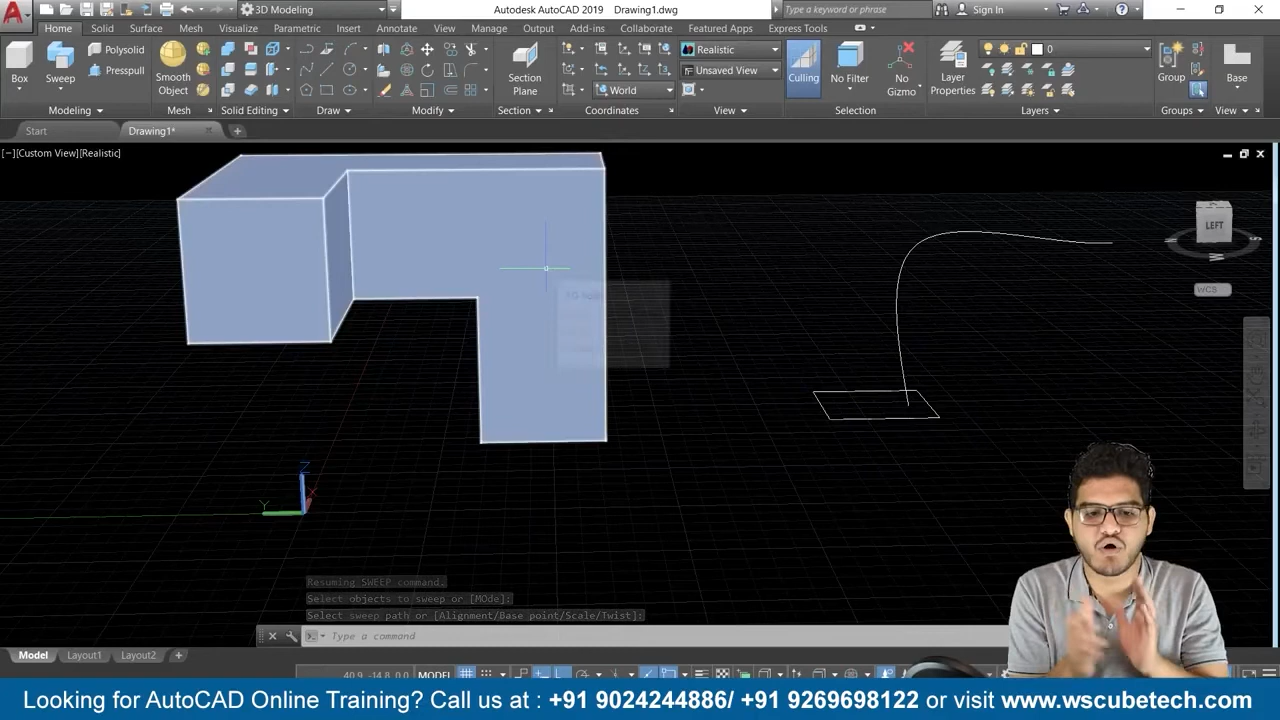 3D Modeling
Autodesk AutoCAD 2019 Drawing1.dwg
Type a keyword or phrase
Sign In
Home Solid Surface Mesh Visualize Parametric Insert Annotate View Manage Output Add-ins Collaborate Featured Apps Express Tools
Box
Sweep
Polysolid
Presspull
Smooth
Object
Section
Plane
World
Realistic
Unsaved View
Culling
No Filter
No
Gizmo
Layer
Properties
0
Group
Base
Modeling
Mesh
Solid Editing
Draw
Modify
Section
Coordinates
View
Selection
Layers
Groups
View
Start
Drawing1*
[−][Custom View][Realistic]
LEFT
W
WCS
Z
Y
X
Resuming SWEEP command.
Select objects to sweep or [MOde]:
Select sweep path or [Alignment/Base point/Scale/Twist]:
Type a command
Model Layout1 Layout2
MODEL
Looking for AutoCAD Online Training? Call us at : +91 9024244886/ +91 9269698122 or visit www.wscubetech.com